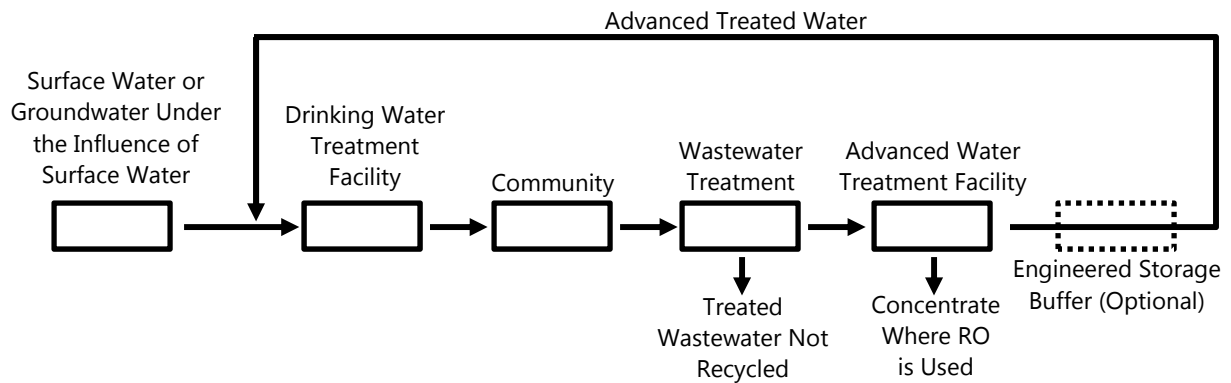 Advanced Treated Water
Surface Water or
Groundwater Under
the Influence of
Surface Water
Drinking Water
Treatment
Facility
Community
Wastewater
Treatment
Advanced Water
Treatment Facility
Engineered Storage
Buffer (Optional)
Treated
Wastewater Not
Recycled
Concentrate
Where RO
is Used